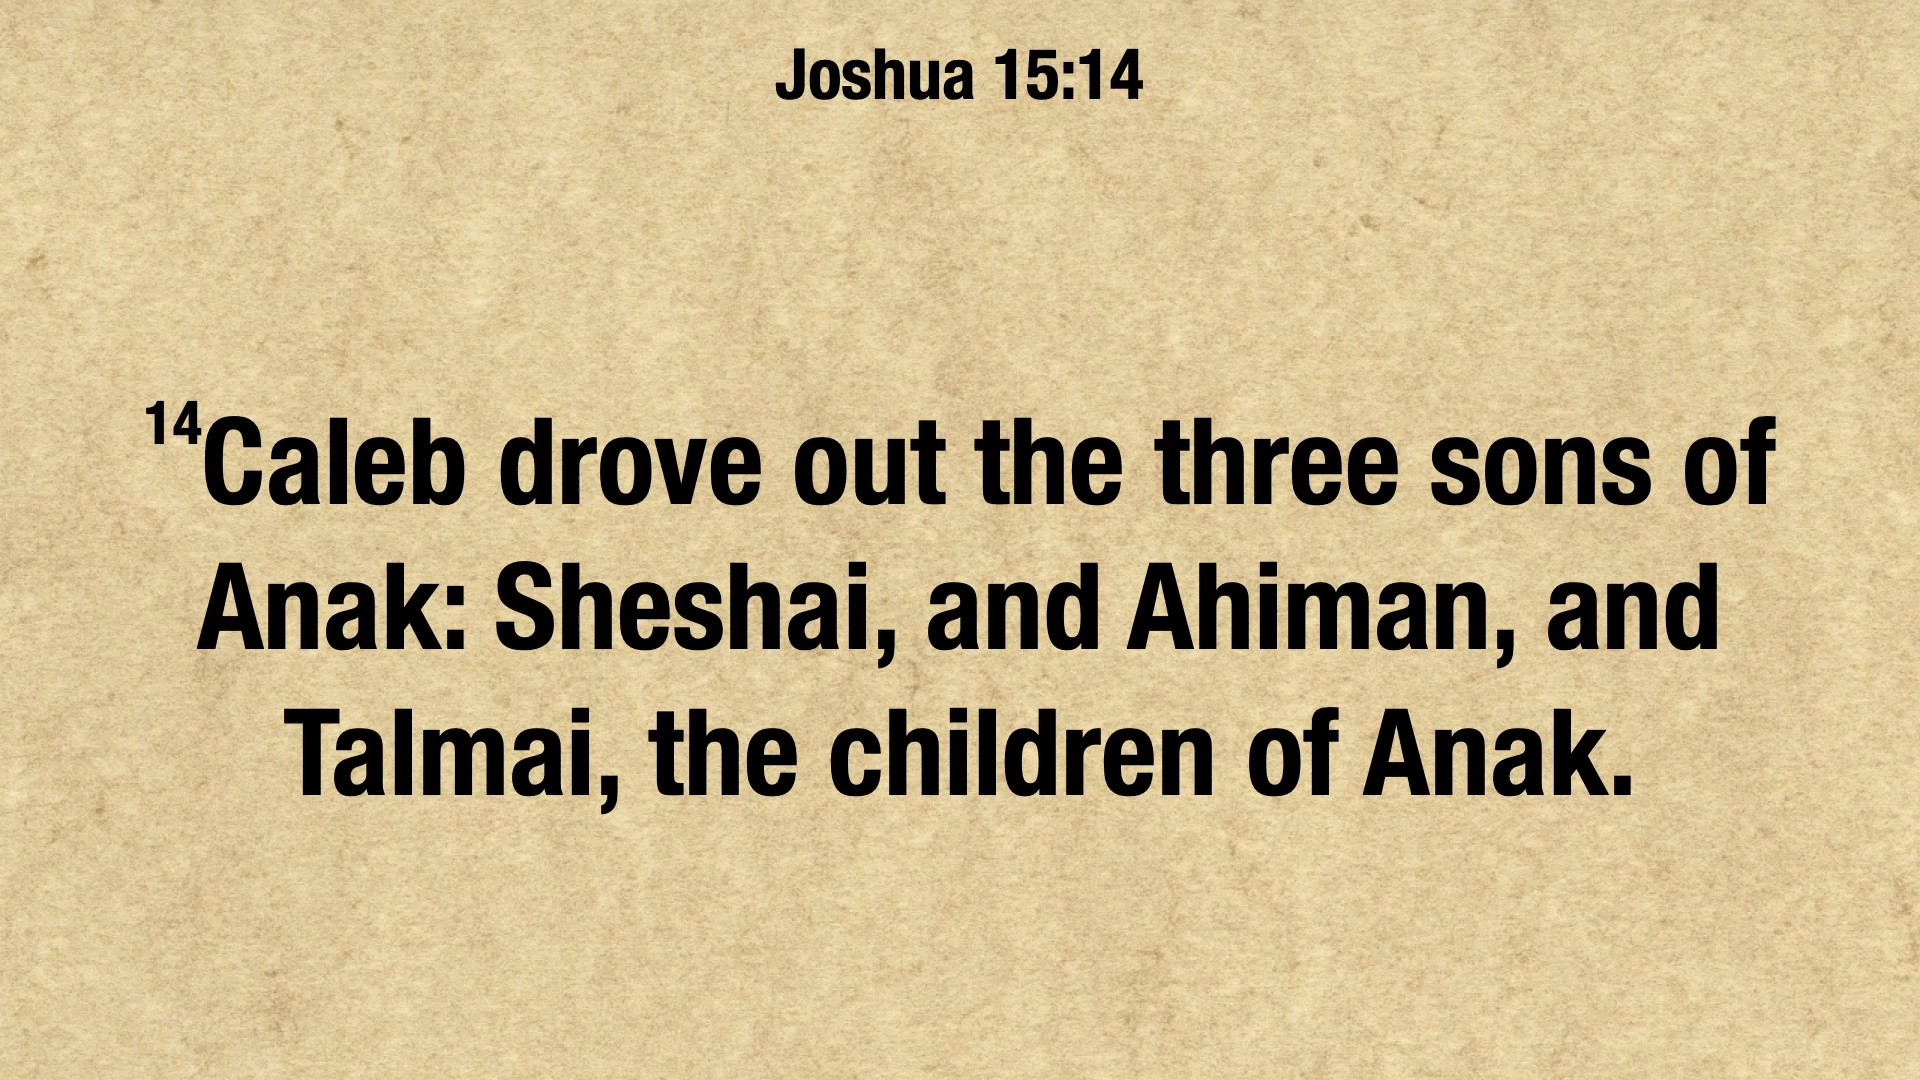 Joshua 15:14
14Caleb drove out the three sons of
Anak: Sheshai, and Ahiman, and
Talmai, the children of Anak.